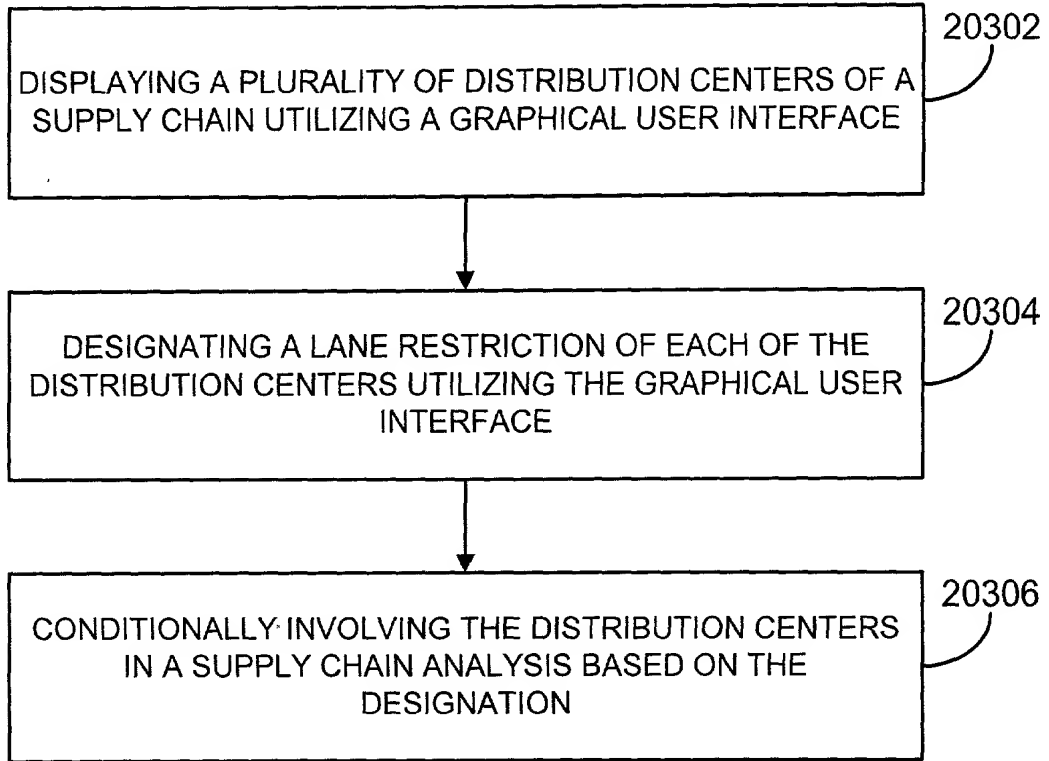 20302
DISPLAYING A PLURALITY OF DISTRIBUTION CENTERS OF A
SUPPLY CHAIN UTILIZING A GRAPHICAL USER INTERFACE
20304
DESIGNATING A LANE RESTRICTION OF EACH OF THE
DISTRIBUTION CENTERS UTILIZING THE GRAPHICAL USER
INTERFACE
20306
CONDITIONALLY INVOLVING THE DISTRIBUTION CENTERS
IN A SUPPLY CHAIN ANALYSIS BASED ON THE
DESIGNATION